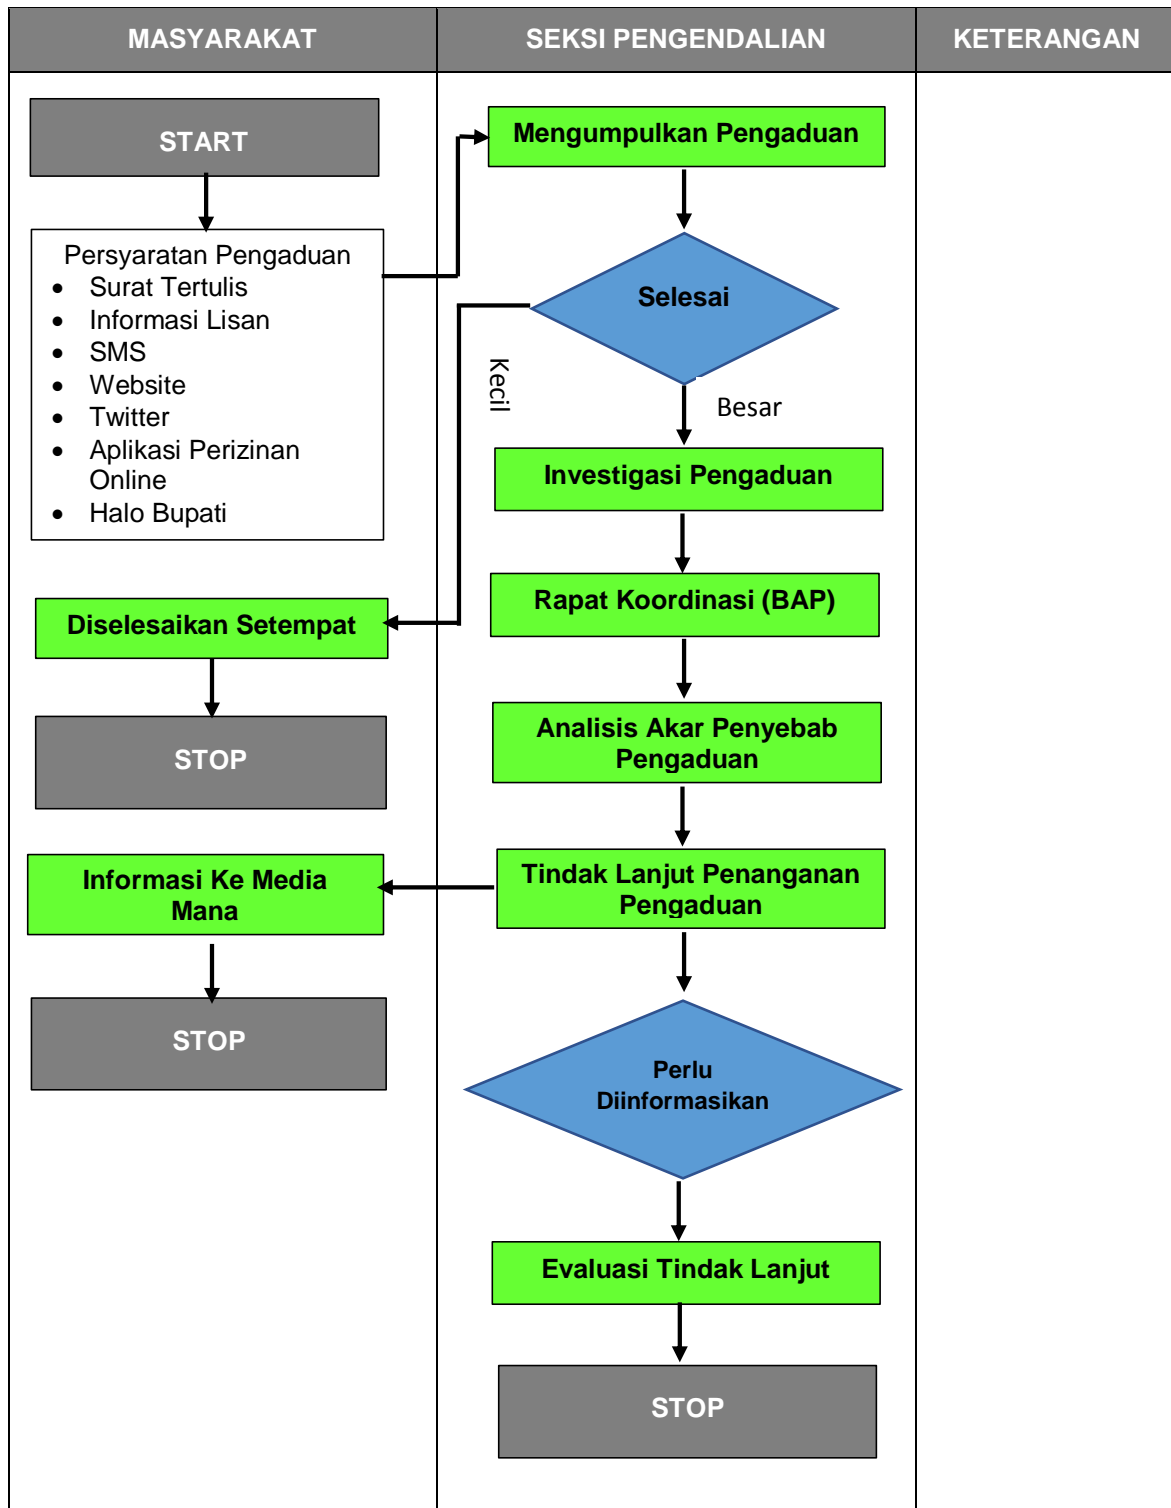 MASYARAKAT
SEKSI PENGENDALIAN
KETERANGAN
START
Persyaratan Pengaduan
• Surat Tertulis
• Informasi Lisan
• SMS
• Website
• Twitter
• Aplikasi Perizinan
Online
• Halo Bupati
Diselesaikan Setempat
STOP
Informasi Ke Media
Mana
STOP
Mengumpulkan Pengaduan
Selesai
Kecil
Besar
Investigasi Pengaduan
Rapat Koordinasi (BAP)
Analisis Akar Penyebab
Pengaduan
Tindak Lanjut Penanganan
Pengaduan
Perlu
Diinformasikan
Evaluasi Tindak Lanjut
STOP